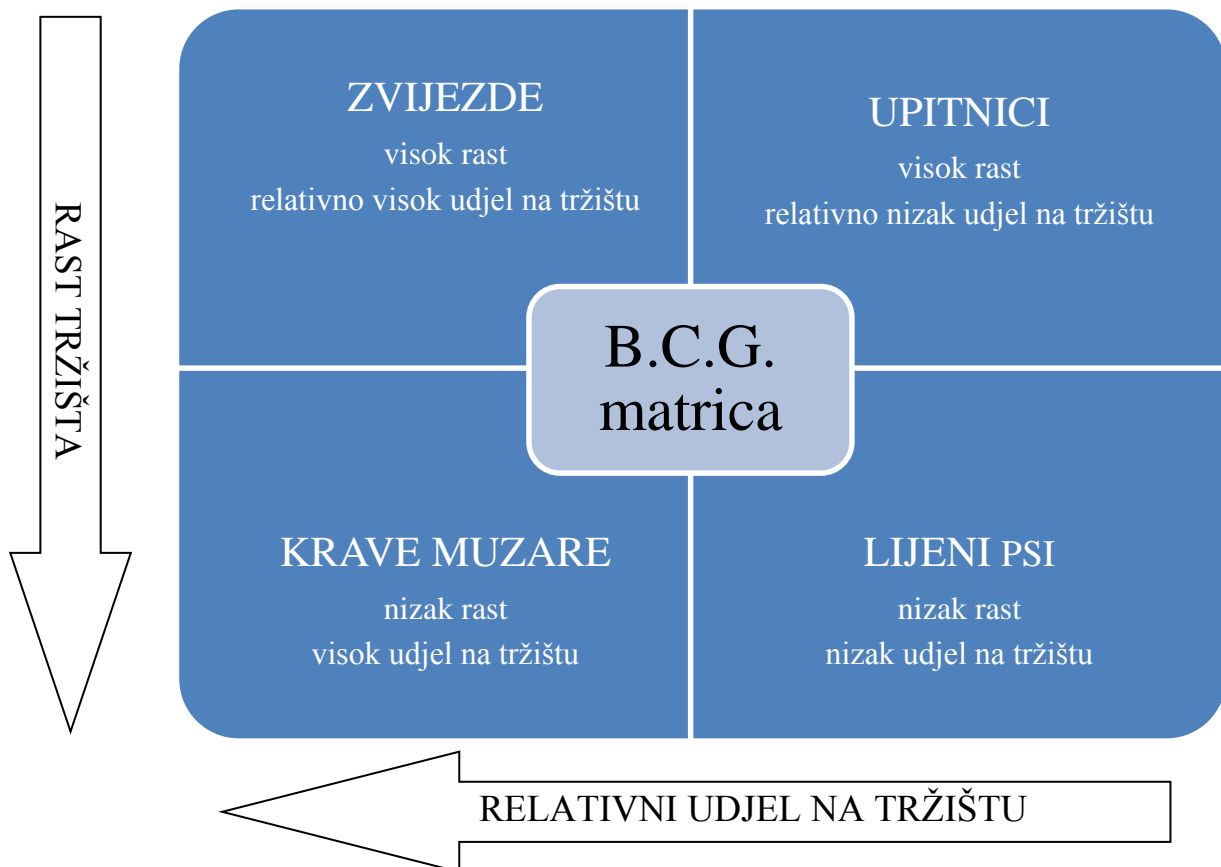 RAST TRŽIŠTA
ZVIJEZDE
visok rast
relativno visok udjel na tržištu
UPITNICI
visok rast
relativno nizak udjel na tržištu
B.C.G.
matrica
KRAVE MUZARE
nizak rast
visok udjel na tržištu
LIJENI PSI
nizak rast
nizak udjel na tržištu
RELATIVNI UDJEL NA TRŽIŠTU